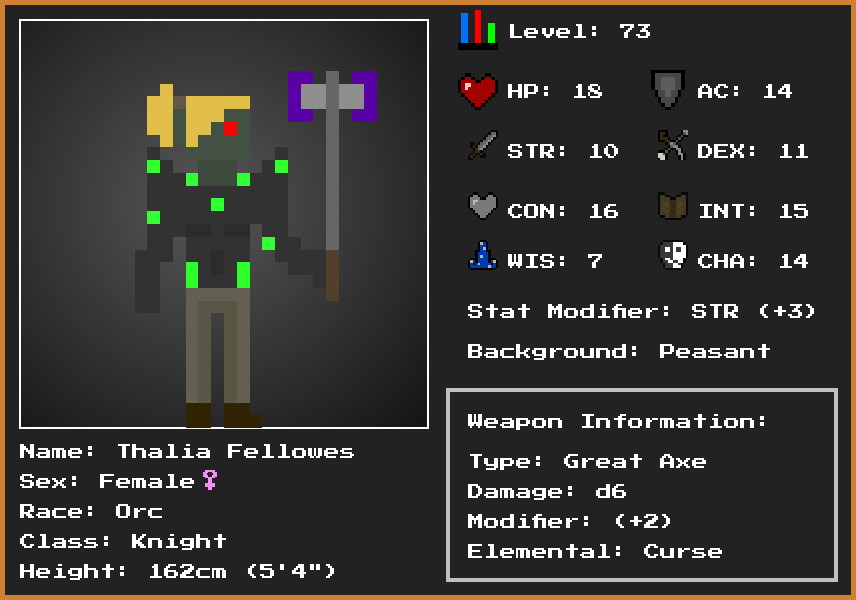 Level: 73
HP: 18
AC: 14
STR: 10
DEX: 11
CON: 16
INT: 15
WIS: 7
CHA: 14
Stat Modifier: STR (+3)
Background: Peasant
Weapon Information:
Type: Great Axe
Damage: d6
Modifier: (+2)
Elemental: Curse
Name: Thalia Fellowes
Sex: Female♀
Race: Orc
Class: Knight
Height: 162cm (5'4")